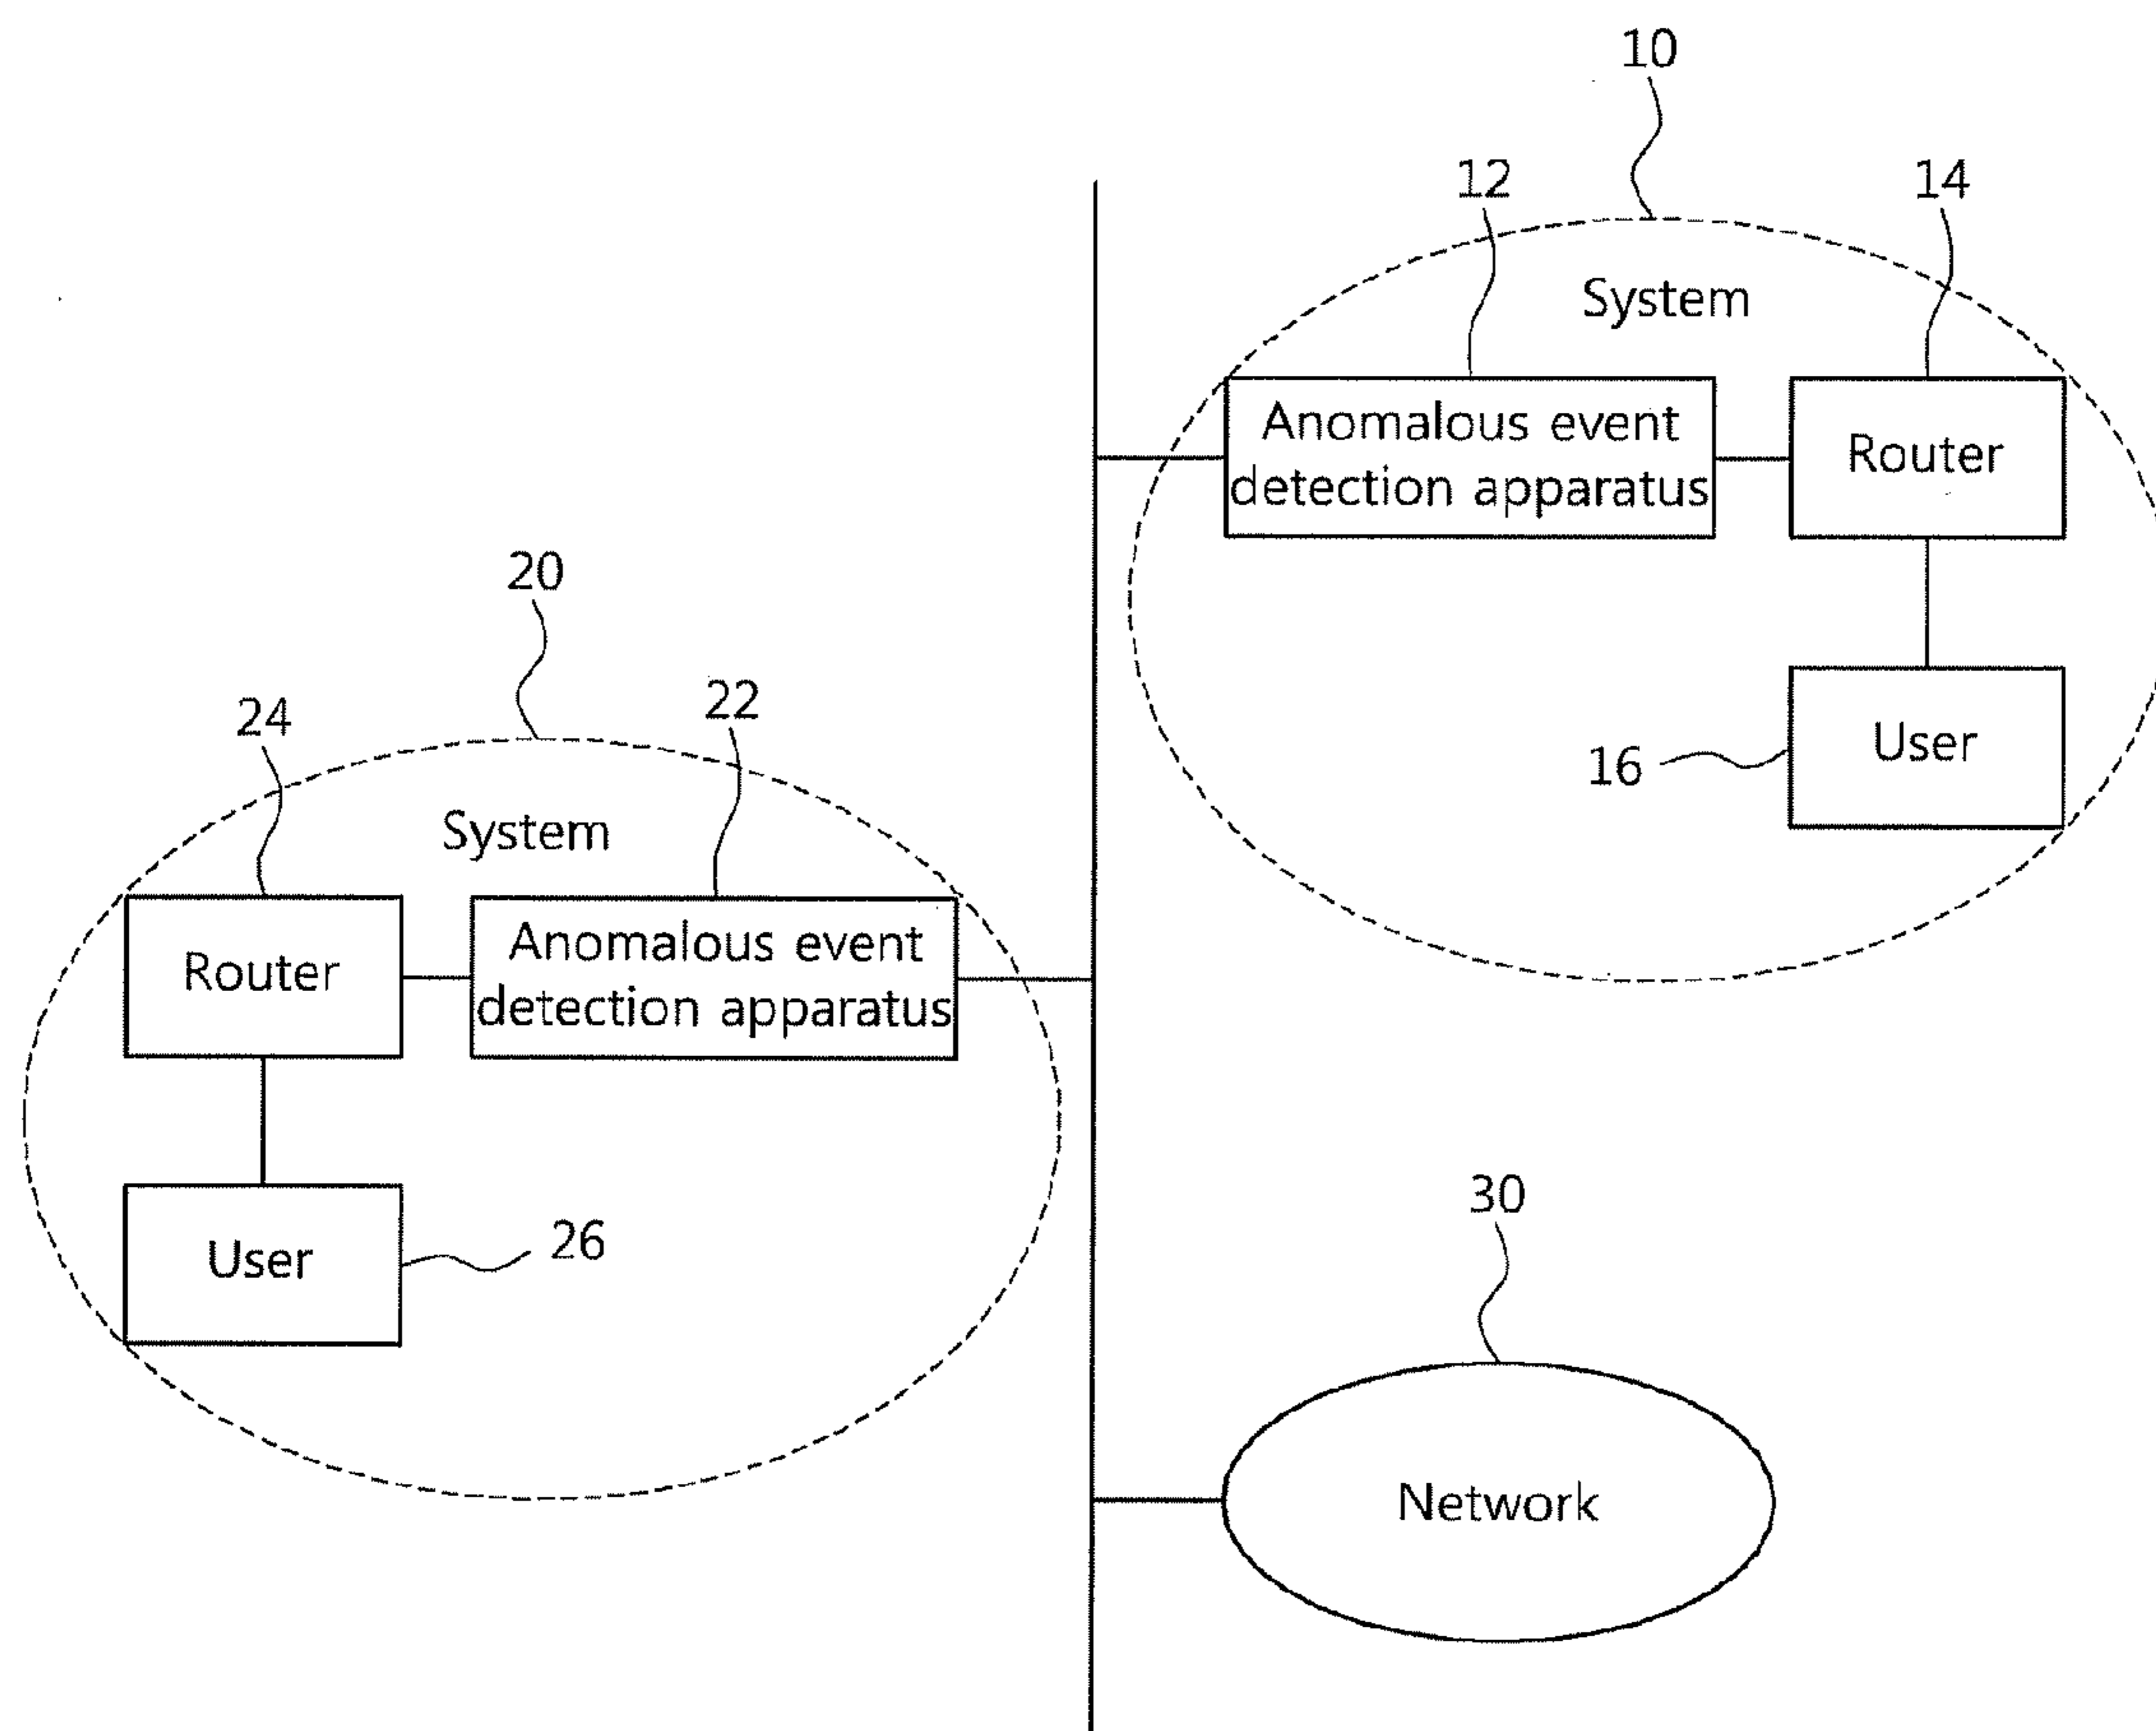 10
12
14
System
Anomalous event
detection apparatus
Router
16
User
20
24
22
System
Router
Anomalous event
detection apparatus
User
26
30
Network